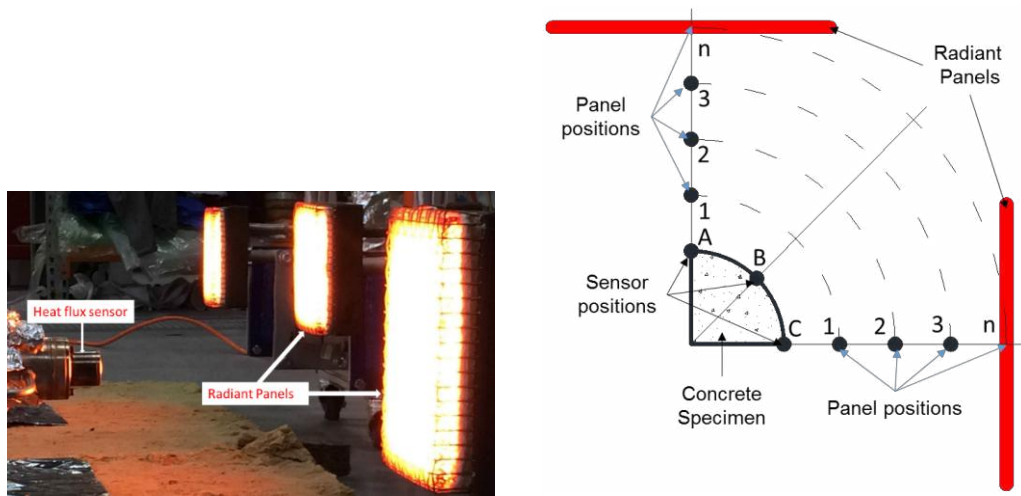 Heat flux sensor
Radiant Panels
Radiant
Panels
n
3
Panel
positions
2
1
A
B
Sensor
positions
C
1
2
3
n
Concrete
Specimen
Panel positions